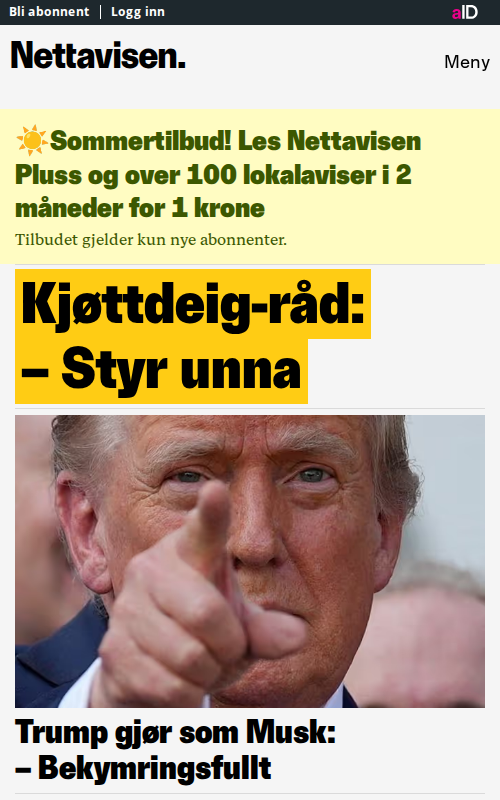 Bli abonnent | Logg inn
aID
Nettavisen.
Meny
☀️Sommertilbud! Les Nettavisen
Pluss og over 100 lokalaviser i 2
måneder for 1 krone
Tilbudet gjelder kun nye abonnenter.
Kjøttdeig-råd:
– Styr unna
Trump gjør som Musk:
– Bekymringsfullt